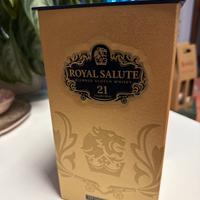 ROYAL SALUTE
BLENDED SCOTCH WHISKY
21